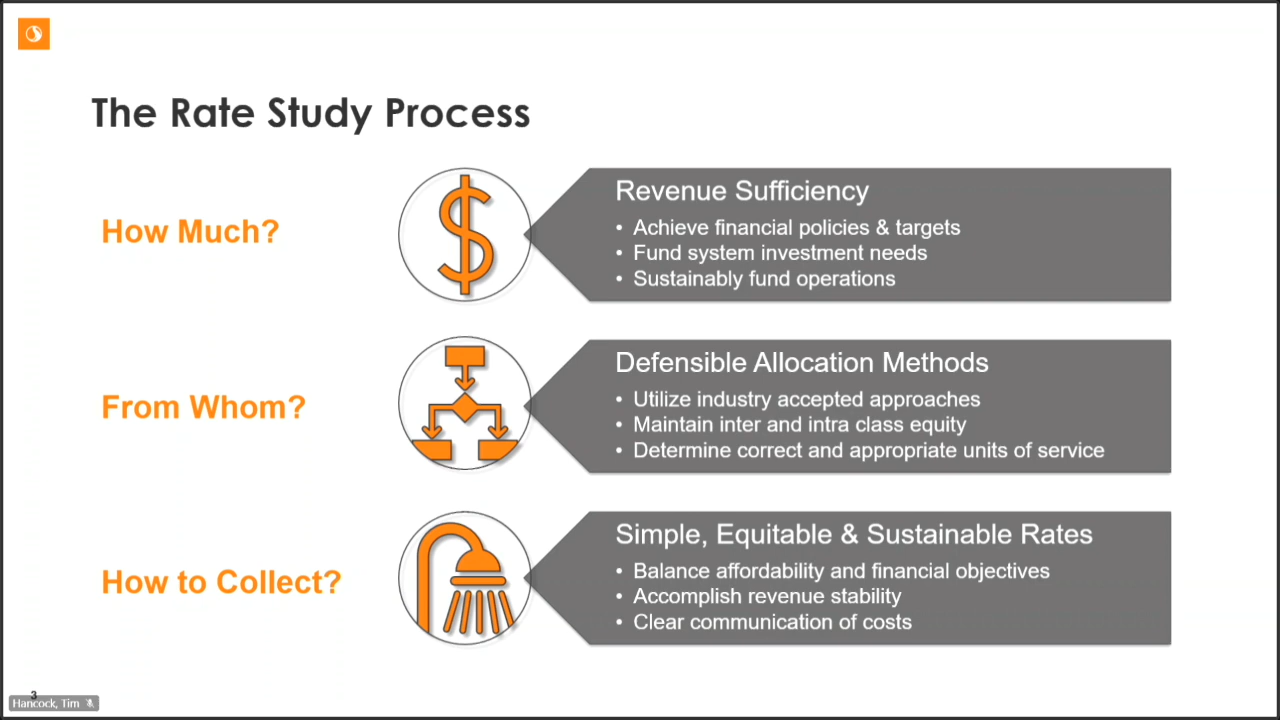 The Rate Study Process
How Much?
Revenue Sufficiency
• Achieve financial policies & targets
• Fund system investment needs
• Sustainably fund operations
From Whom?
Defensible Allocation Methods
• Utilize industry accepted approaches
• Maintain inter and intra class equity
• Determine correct and appropriate units of service
How to Collect?
Simple, Equitable & Sustainable Rates
• Balance affordability and financial objectives
• Accomplish revenue stability
• Clear communication of costs
3
Hancock, Tim